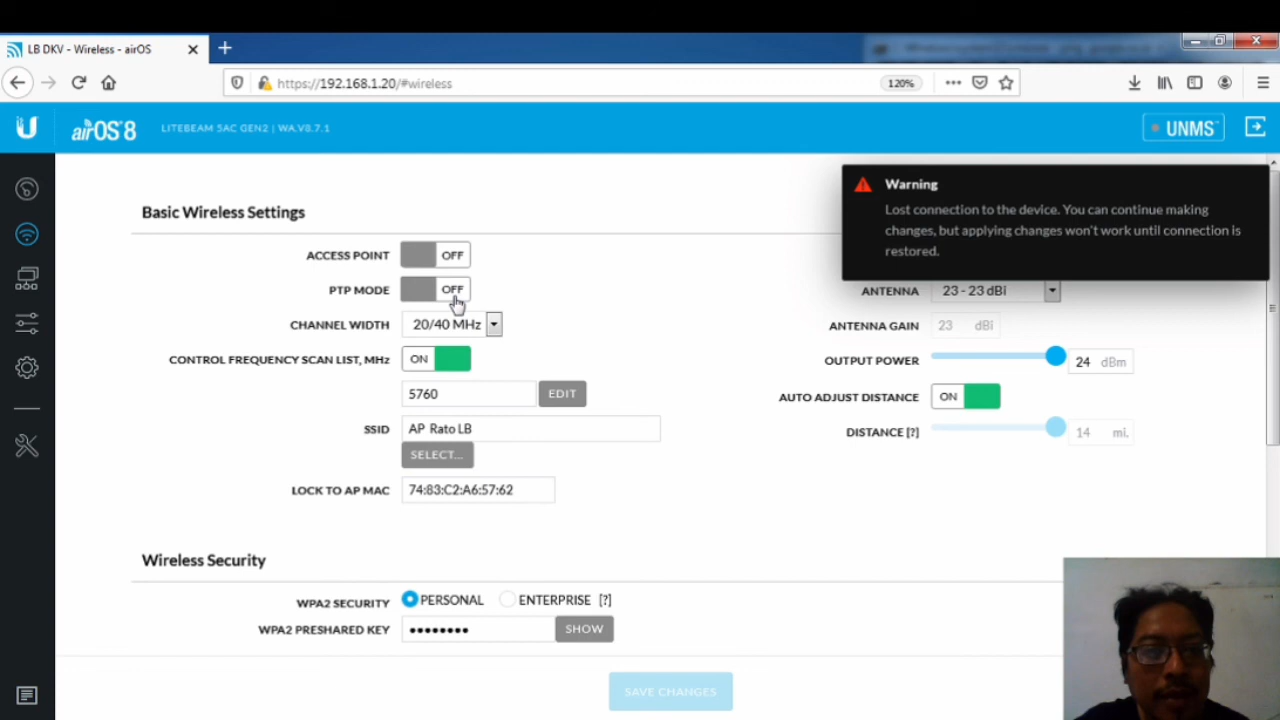 LB DKV - Wireless - airOS
https://192.168.1.20/#wireless
120%
airOS 8
LITEBEAM 5AC GEN2 | WA.V8.7.1
UNMS
Warning
Lost connection to the device. You can continue making
changes, but applying changes won't work until connection is
restored.
Basic Wireless Settings
ACCESS POINT OFF
PTP MODE OFF
CHANNEL WIDTH 20/40 MHz
CONTROL FREQUENCY SCAN LIST, MHz ON
5760 EDIT
SSID AP Rato LB
SELECT...
LOCK TO AP MAC 74:83:C2:A6:57:62
ANTENNA 23 - 23 dBi
ANTENNA GAIN 23 dBi
OUTPUT POWER 24 dBm
AUTO ADJUST DISTANCE ON
DISTANCE [?] 14 mi.
Wireless Security
WPA2 SECURITY PERSONAL ENTERPRISE [?]
WPA2 PRESHARED KEY •••••••• SHOW
SAVE CHANGES